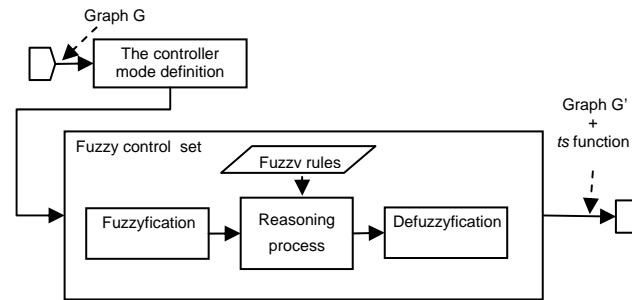 Graph G
The controller
mode definition
Graph G’
+
ts function
Fuzzy control set
Fuzzy rules
Fuzzyfication
Reasoning
process
Defuzzyfication